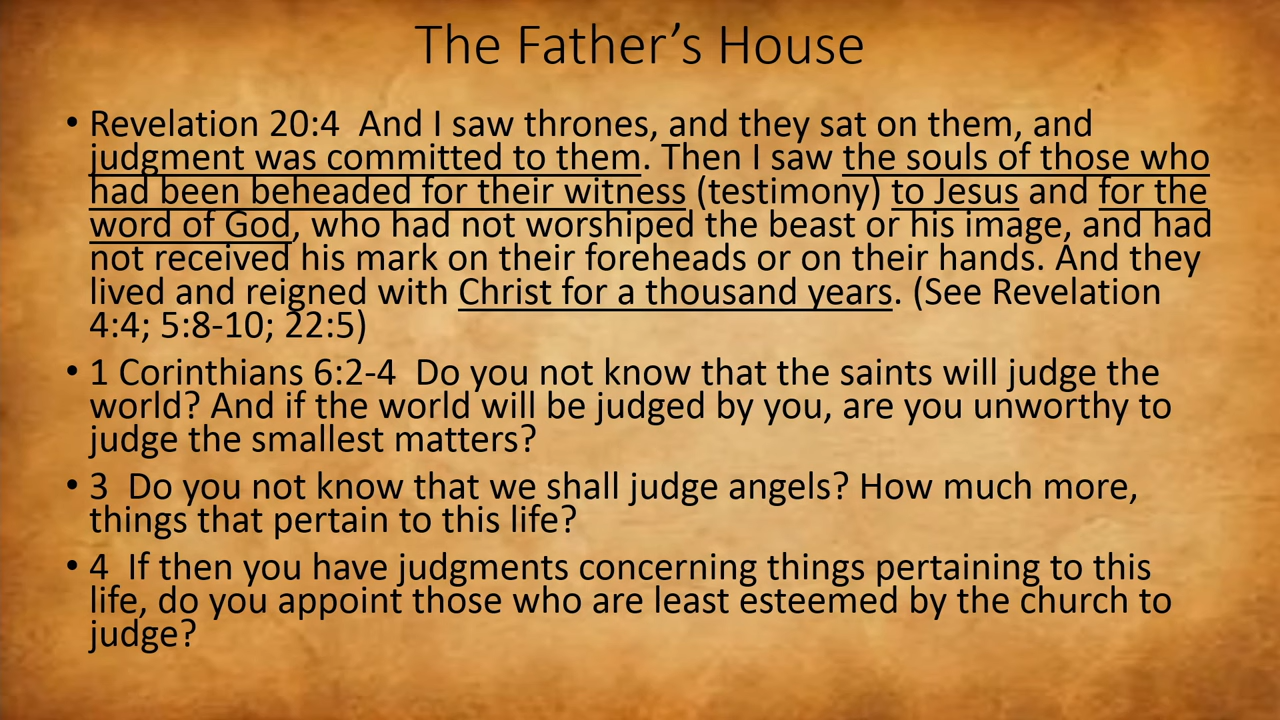 The Father’s House
• Revelation 20:4  And I saw thrones, and they sat on them, and
judgment was committed to them. Then I saw the souls of those who
had been beheaded for their witness (testimony) to Jesus and for the
word of God, who had not worshiped the beast or his image, and had
not received his mark on their foreheads or on their hands. And they
lived and reigned with Christ for a thousand years. (See Revelation
4:4; 5:8-10; 22:5)
• 1 Corinthians 6:2-4  Do you not know that the saints will judge the
world? And if the world will be judged by you, are you unworthy to
judge the smallest matters?
• 3  Do you not know that we shall judge angels? How much more,
things that pertain to this life?
• 4  If then you have judgments concerning things pertaining to this
life, do you appoint those who are least esteemed by the church to
judge?